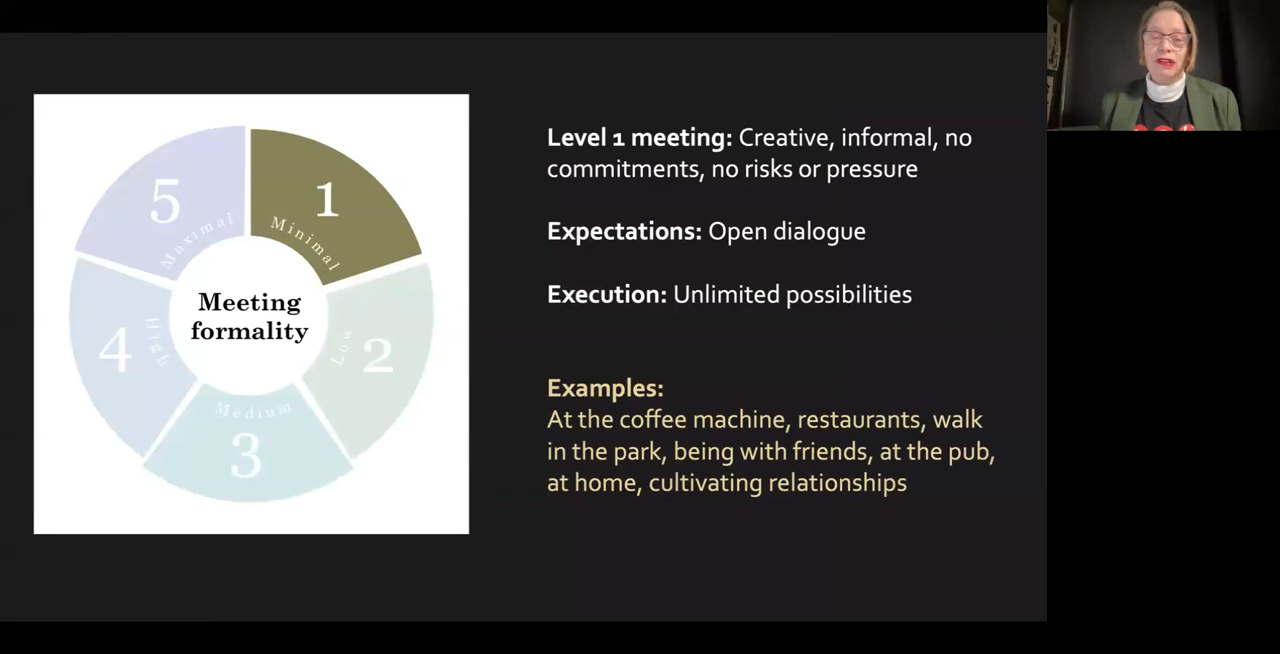 5
Maximal
1
Minimal
Meeting
formality
4
High
Low
2
Medium
3
Level 1 meeting: Creative, informal, no
commitments, no risks or pressure
Expectations: Open dialogue
Execution: Unlimited possibilities
Examples:
At the coffee machine, restaurants, walk
in the park, being with friends, at the pub,
at home, cultivating relationships